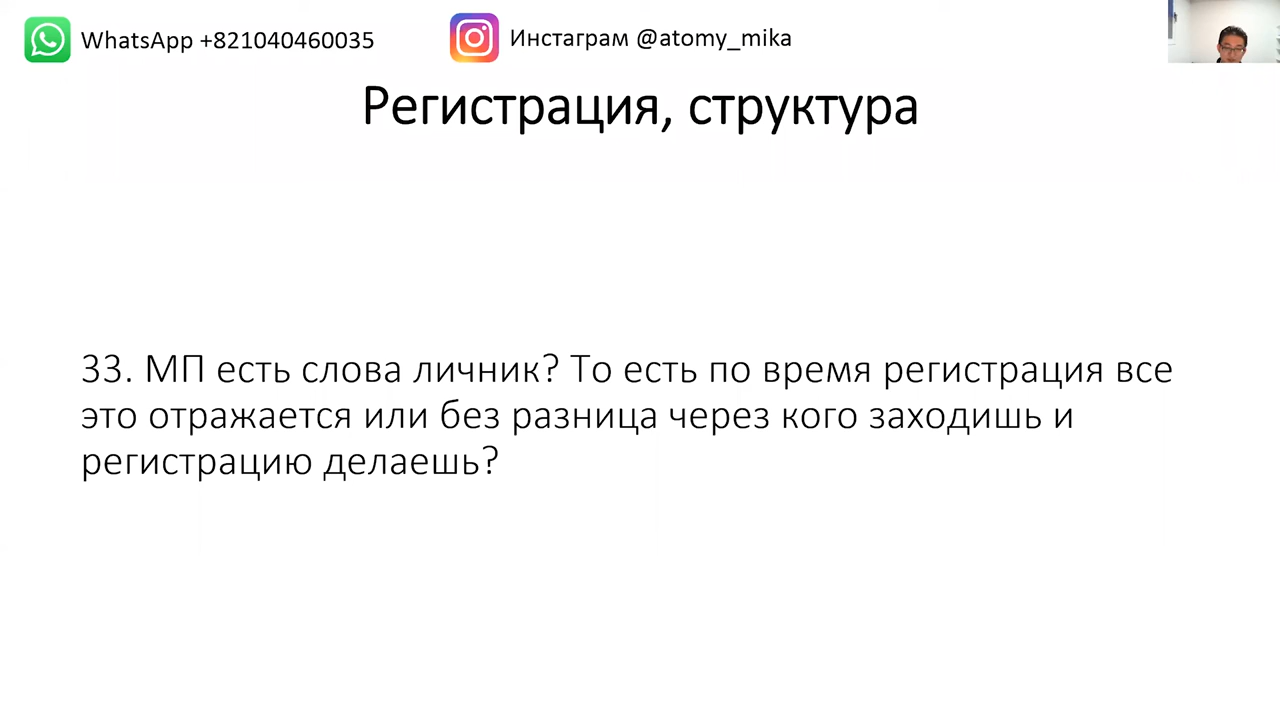 WhatsApp +821040460035
Инстаграм @atomy_mika
Регистрация, структура
33. МП есть слова личник? То есть по время регистрация все
это отражается или без разница через кого заходишь и
регистрацию делаешь?